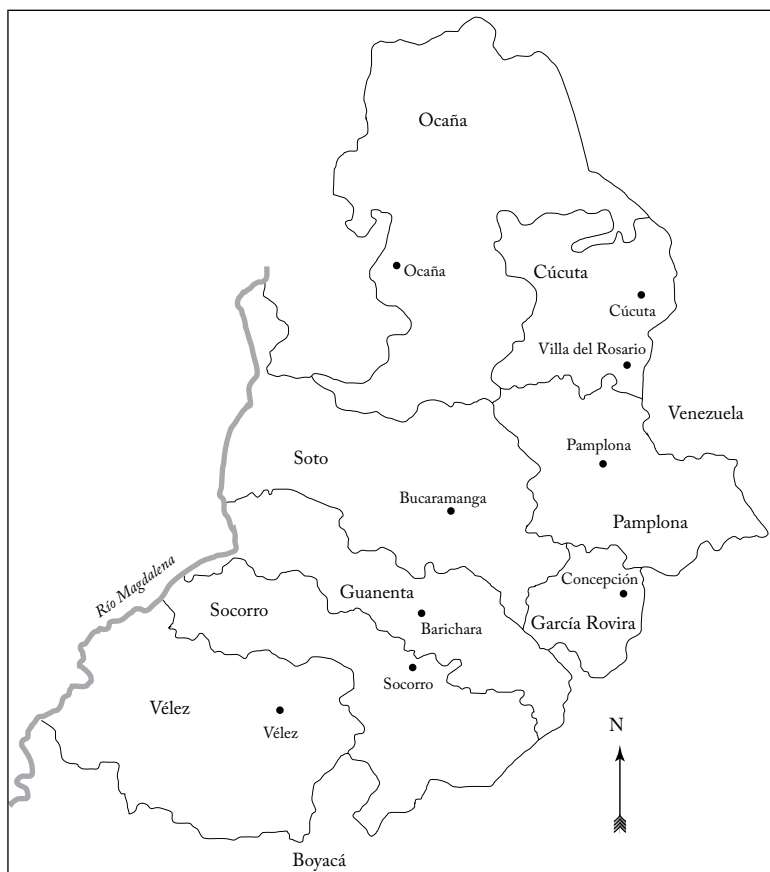 Ocaña
Ocaña
Cúcuta
Cúcuta
Villa del Rosario
Venezuela
Pamplona
Soto
Bucaramanga
Pamplona
Río Magdalena
Concepción
Guanenta
Socorro
Barichara
García Rovira
Socorro
Vélez
Vélez
N
Boyacá